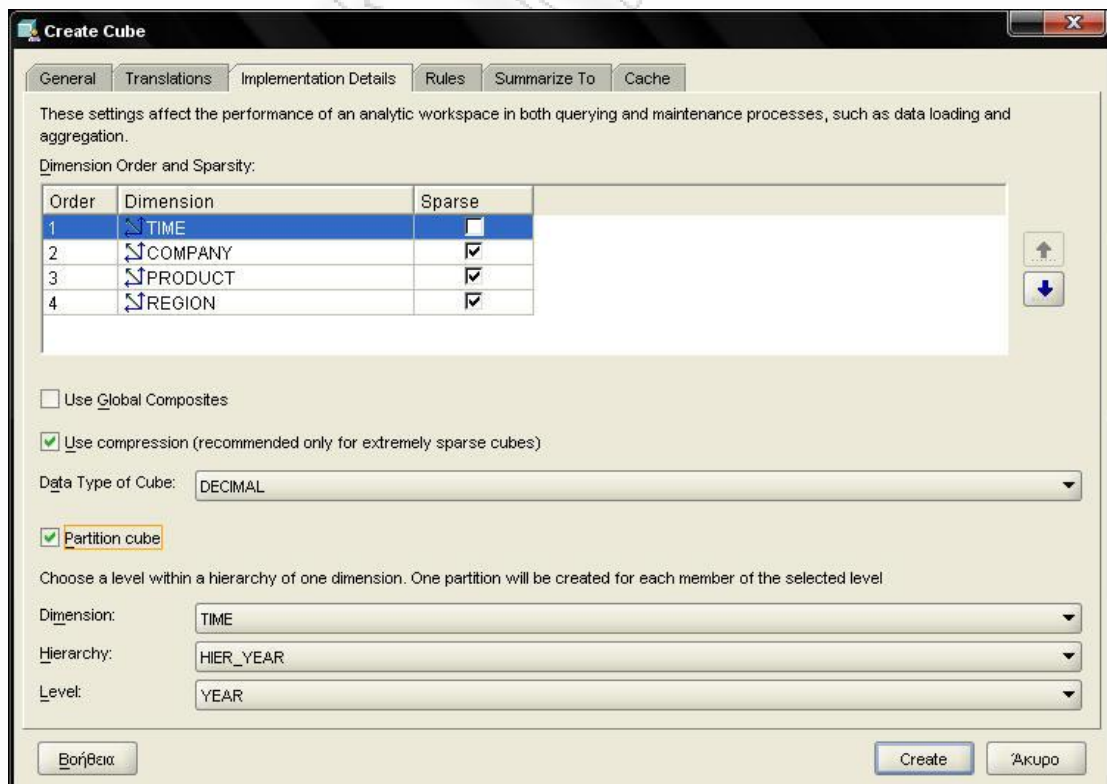 Create Cube
General Translations Implementation Details Rules Summarize To Cache
These settings affect the performance of an analytic workspace in both querying and maintenance processes, such as data loading and
aggregation.
Dimension Order and Sparsity:
Order Dimension Sparse
1 TIME
2 COMPANY
3 PRODUCT
4 REGION
Use Global Composites
Use compression (recommended only for extremely sparse cubes)
Data Type of Cube: DECIMAL
Partition cube
Choose a level within a hierarchy of one dimension. One partition will be created for each member of the selected level
Dimension: TIME
Hierarchy: HIER_YEAR
Level: YEAR
Βοήθεια Create Άκυρο